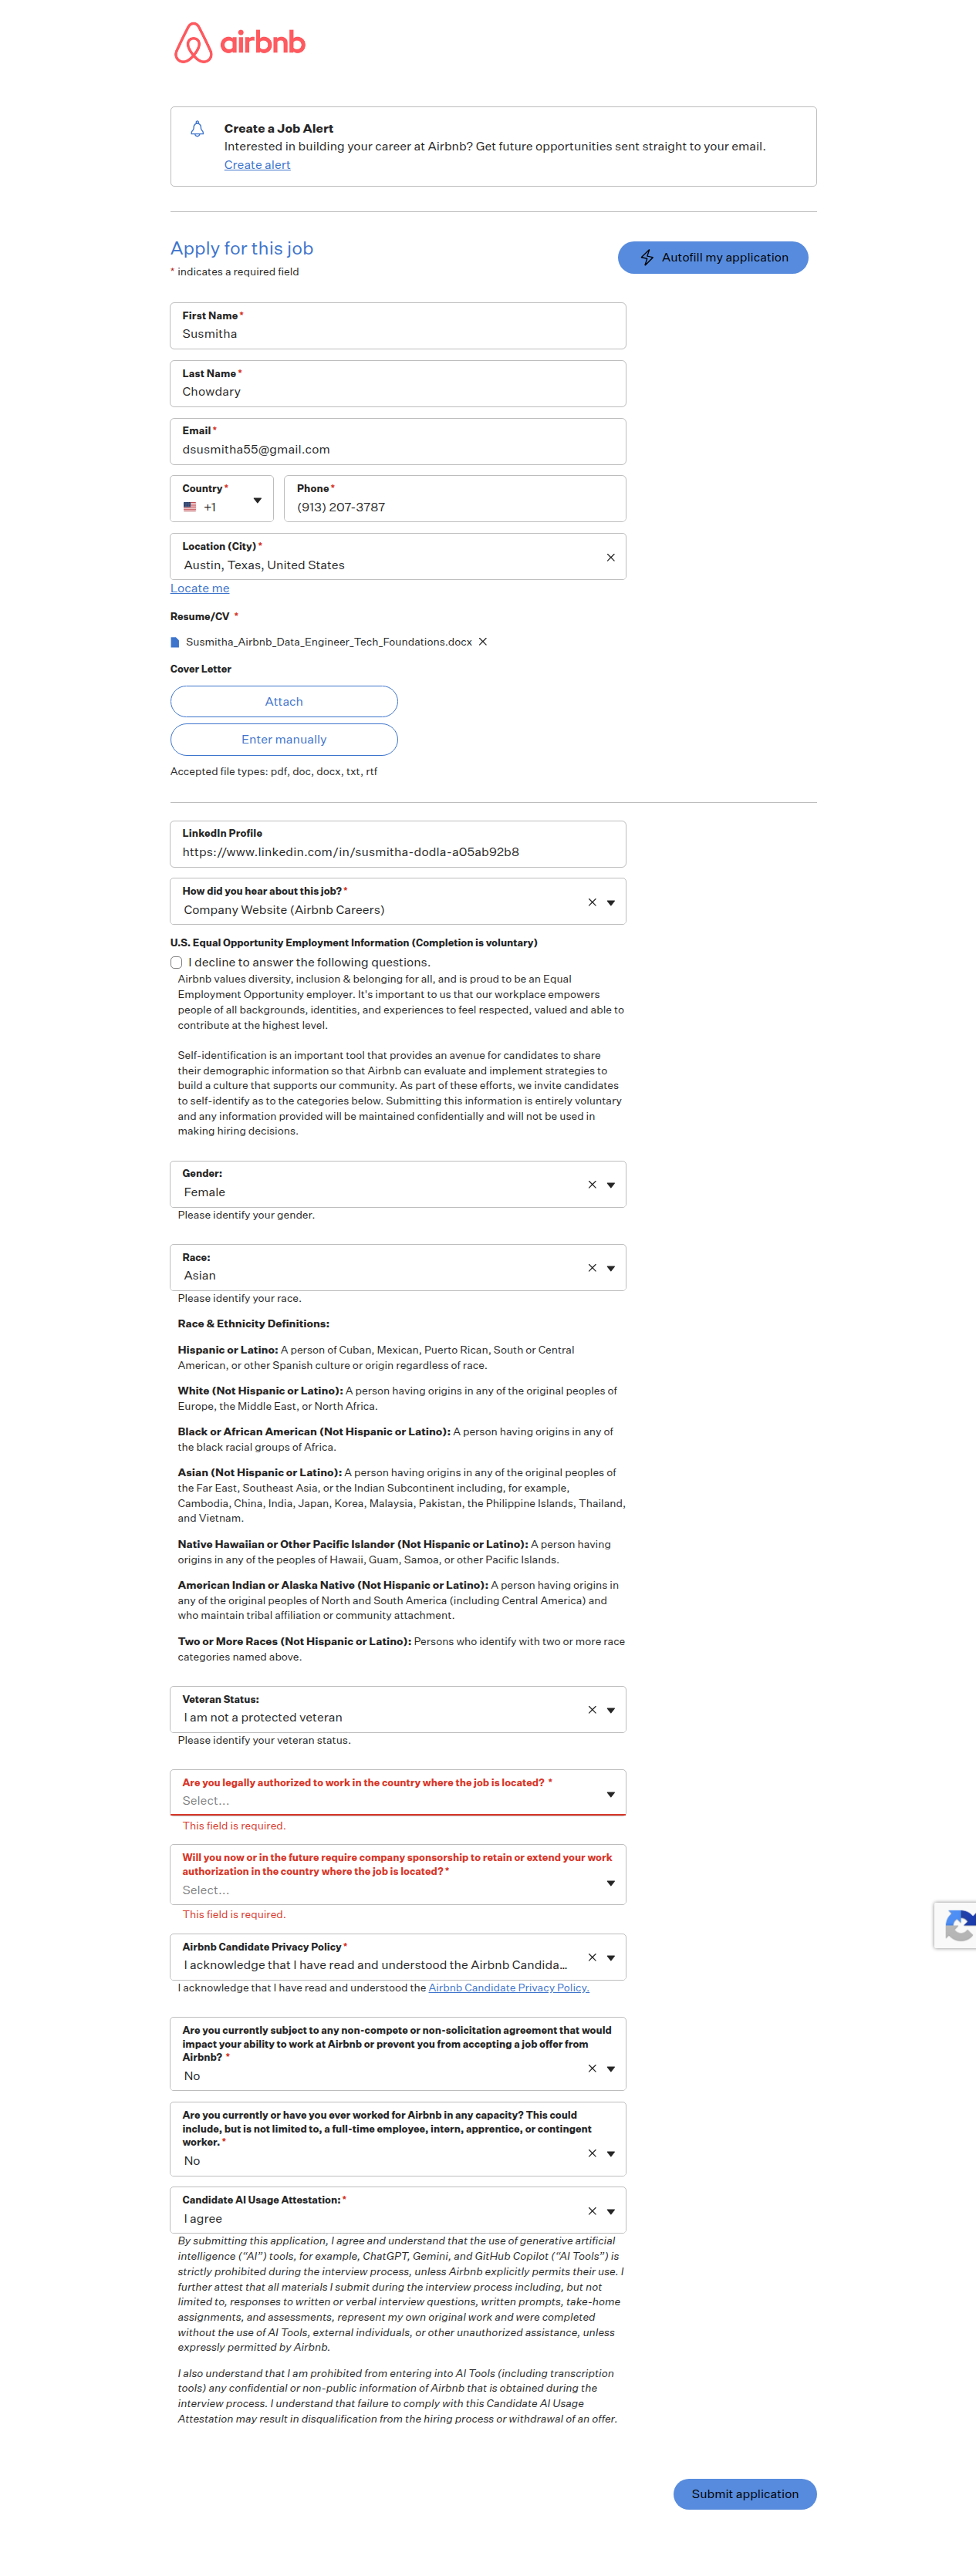 airbnb
Create a Job Alert
Interested in building your career at Airbnb? Get future opportunities sent straight to your email.
Create alert
Apply for this job
* indicates a required field
Autofill my application
First Name*
Susmitha
Last Name*
Chowdary
Email*
dsusmitha55@gmail.com
Country*
+1
Phone*
(913) 207-3787
Location (City)*
Austin, Texas, United States
Locate me
Resume/CV *
Susmitha_Airbnb_Data_Engineer_Tech_Foundations.docx
Cover Letter
Attach
Enter manually
Accepted file types: pdf, doc, docx, txt, rtf
LinkedIn Profile
https://www.linkedin.com/in/susmitha-dodla-a05ab92b8
How did you hear about this job?*
Company Website (Airbnb Careers)
U.S. Equal Opportunity Employment Information (Completion is voluntary)
I decline to answer the following questions.
Airbnb values diversity, inclusion & belonging for all, and is proud to be an Equal
Employment Opportunity employer. It's important to us that our workplace empowers
people of all backgrounds, identities, and experiences to feel respected, valued and able to
contribute at the highest level.
Self-identification is an important tool that provides an avenue for candidates to share
their demographic information so that Airbnb can evaluate and implement strategies to
build a culture that supports our community. As part of these efforts, we invite candidates
to self-identify as to the categories below. Submitting this information is entirely voluntary
and any information provided will be maintained confidentially and will not be used in
making hiring decisions.
Gender:
Female
Please identify your gender.
Race:
Asian
Please identify your race.
Race & Ethnicity Definitions:
Hispanic or Latino: A person of Cuban, Mexican, Puerto Rican, South or Central
American, or other Spanish culture or origin regardless of race.
White (Not Hispanic or Latino): A person having origins in any of the original peoples of
Europe, the Middle East, or North Africa.
Black or African American (Not Hispanic or Latino): A person having origins in any of
the black racial groups of Africa.
Asian (Not Hispanic or Latino): A person having origins in any of the original peoples of
the Far East, Southeast Asia, or the Indian Subcontinent including, for example,
Cambodia, China, India, Japan, Korea, Malaysia, Pakistan, the Philippine Islands, Thailand,
and Vietnam.
Native Hawaiian or Other Pacific Islander (Not Hispanic or Latino): A person having
origins in any of the peoples of Hawaii, Guam, Samoa, or other Pacific Islands.
American Indian or Alaska Native (Not Hispanic or Latino): A person having origins in
any of the original peoples of North and South America (including Central America) and
who maintain tribal affiliation or community attachment.
Two or More Races (Not Hispanic or Latino): Persons who identify with two or more race
categories named above.
Veteran Status:
I am not a protected veteran
Please identify your veteran status.
Are you legally authorized to work in the country where the job is located? *
Select...
This field is required.
Will you now or in the future require company sponsorship to retain or extend your work
authorization in the country where the job is located?*
Select...
This field is required.
Airbnb Candidate Privacy Policy*
I acknowledge that I have read and understood the Airbnb Candida...
I acknowledge that I have read and understood the Airbnb Candidate Privacy Policy.
Are you currently subject to any non-compete or non-solicitation agreement that would
impact your ability to work at Airbnb or prevent you from accepting a job offer from
Airbnb? *
No
Are you currently or have you ever worked for Airbnb in any capacity? This could
include, but is not limited to, a full-time employee, intern, apprentice, or contingent
worker.*
No
Candidate AI Usage Attestation:*
I agree
By submitting this application, I agree and understand that the use of generative artificial
intelligence (“AI”) tools, for example, ChatGPT, Gemini, and GitHub Copilot (“AI Tools”) is
strictly prohibited during the interview process, unless Airbnb explicitly permits their use. I
further attest that all materials I submit during the interview process including, but not
limited to, responses to written or verbal interview questions, written prompts, take-home
assignments, and assessments, represent my own original work and were completed
without the use of AI Tools, external individuals, or other unauthorized assistance, unless
expressly permitted by Airbnb.
I also understand that I am prohibited from entering into AI Tools (including transcription
tools) any confidential or non-public information of Airbnb that is obtained during the
interview process. I understand that failure to comply with this Candidate AI Usage
Attestation may result in disqualification from the hiring process or withdrawal of an offer.
Submit application